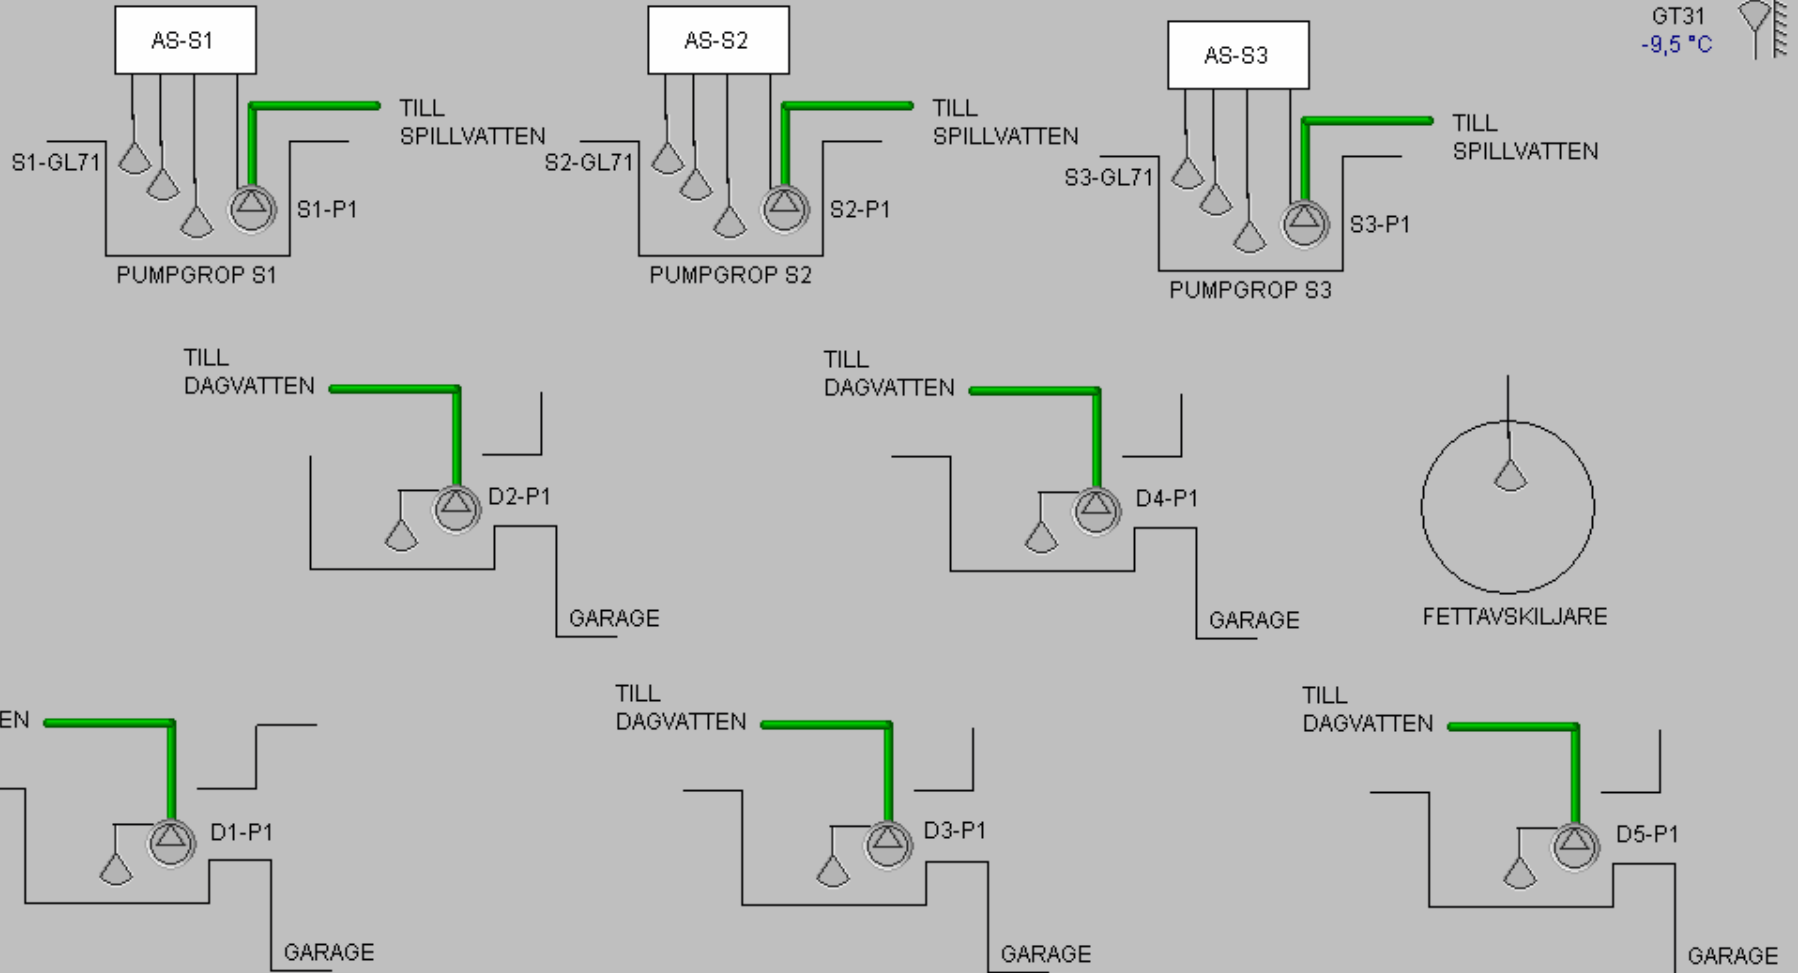 AS-S1
AS-S2
AS-S3
GT31
-9,5 °C
TILL
SPILLVATTEN
TILL
SPILLVATTEN
TILL
SPILLVATTEN
S1-GL71
S2-GL71
S3-GL71
S1-P1
S2-P1
S3-P1
PUMPGROP S1
PUMPGROP S2
PUMPGROP S3
TILL
DAGVATTEN
TILL
DAGVATTEN
D2-P1
D4-P1
GARAGE
GARAGE
FETTAVSKILJARE
EN
TILL
DAGVATTEN
TILL
DAGVATTEN
D1-P1
D3-P1
D5-P1
GARAGE
GARAGE
GARAGE